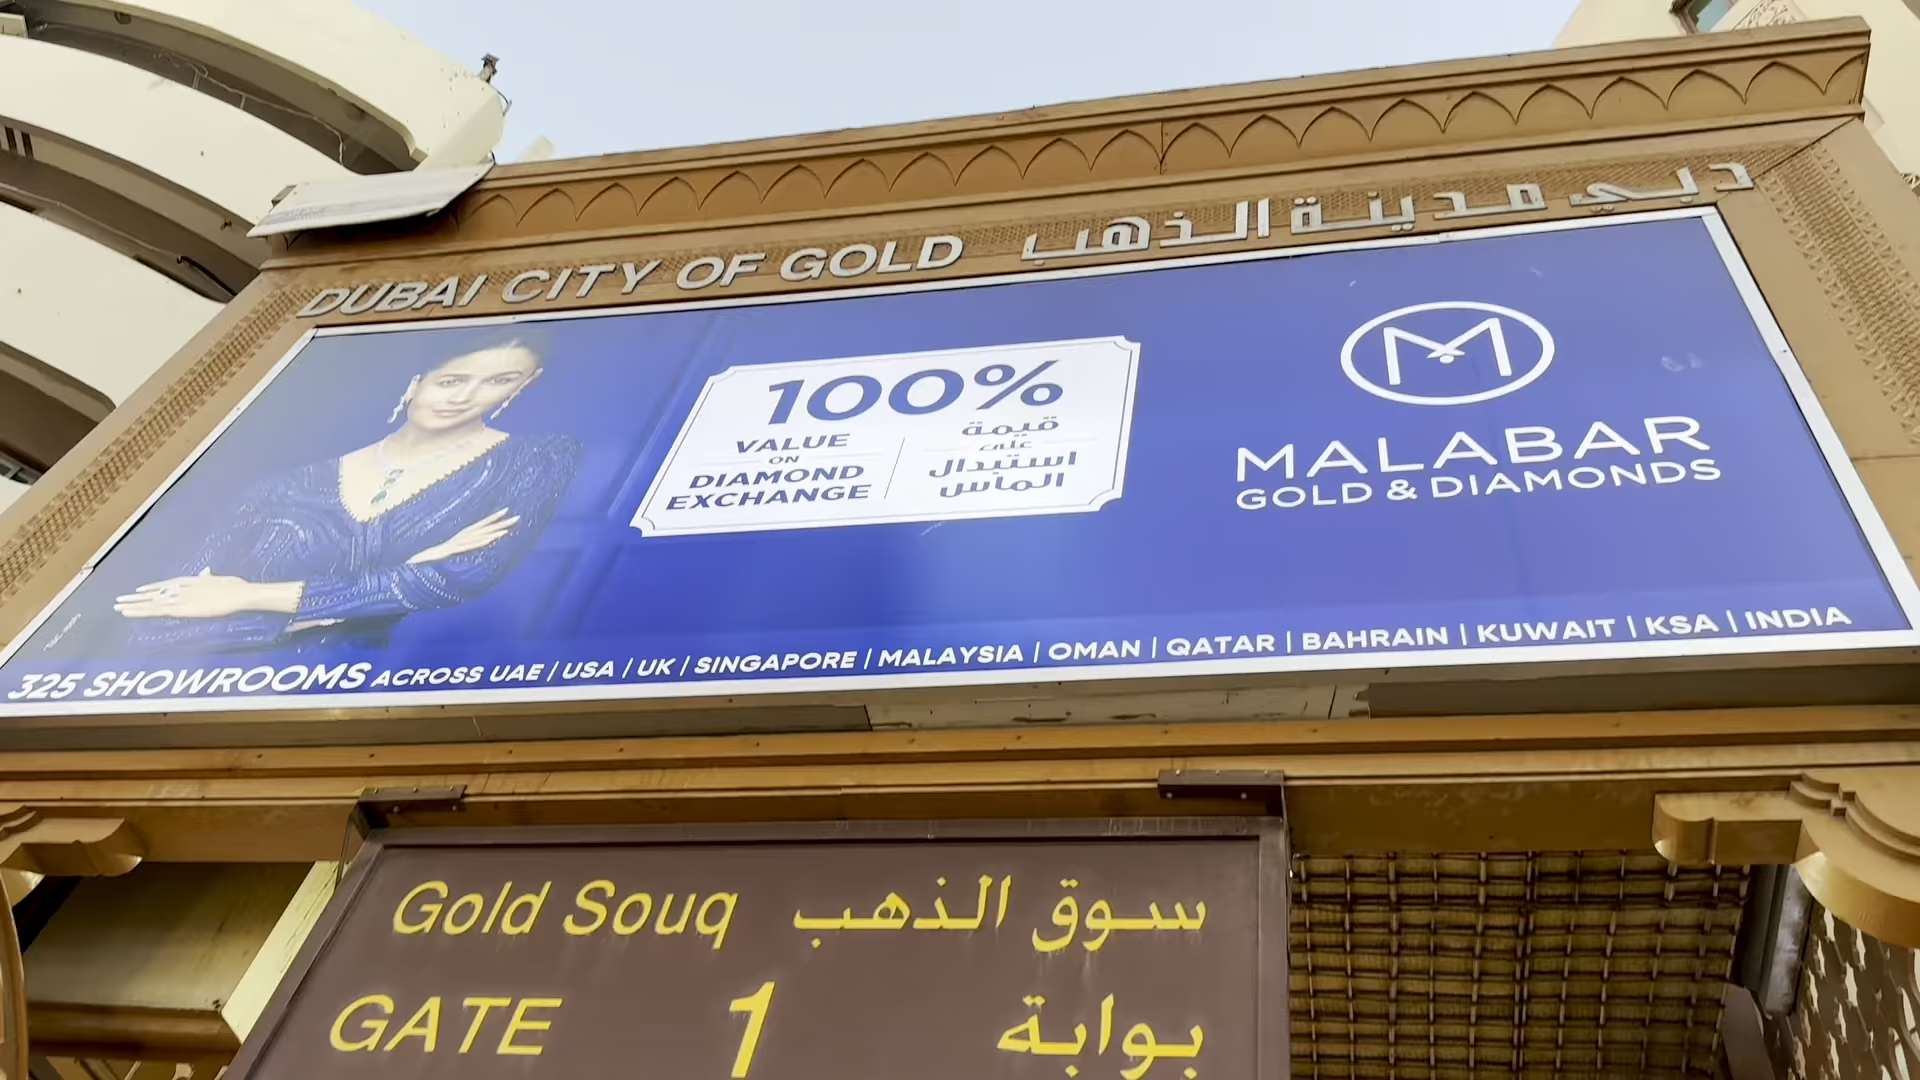 DUBAI CITY OF GOLD دبي مدينة الذهب
100%
VALUE
ON
DIAMOND
EXCHANGE
قيمة
على
استبدال
الماس
M
MALABAR
GOLD & DIAMONDS
325 SHOWROOMS ACROSS UAE / USA / UK / SINGAPORE / MALAYSIA / OMAN | QATAR | BAHRAIN | KUWAIT | KSA | INDIA
Gold Souq سوق الذهب
GATE 1 بوابة